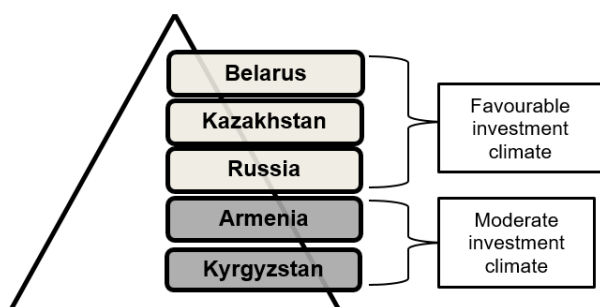 Belarus
Kazakhstan
Russia
Armenia
Kyrgyzstan
Favourable
investment
climate
Moderate
investment
climate